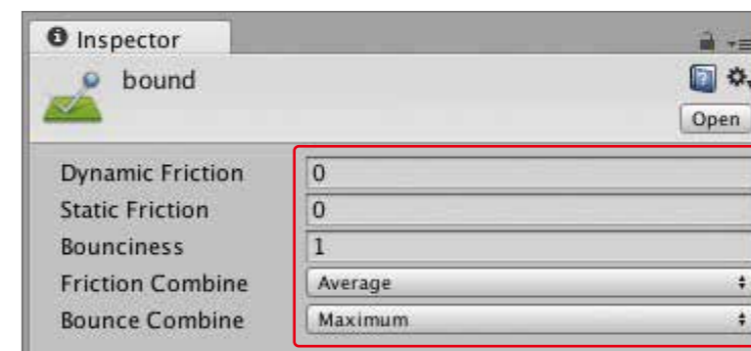 Inspector
bound
Open
Dynamic Friction 0
Static Friction 0
Bounciness 1
Friction Combine Average
Bounce Combine Maximum